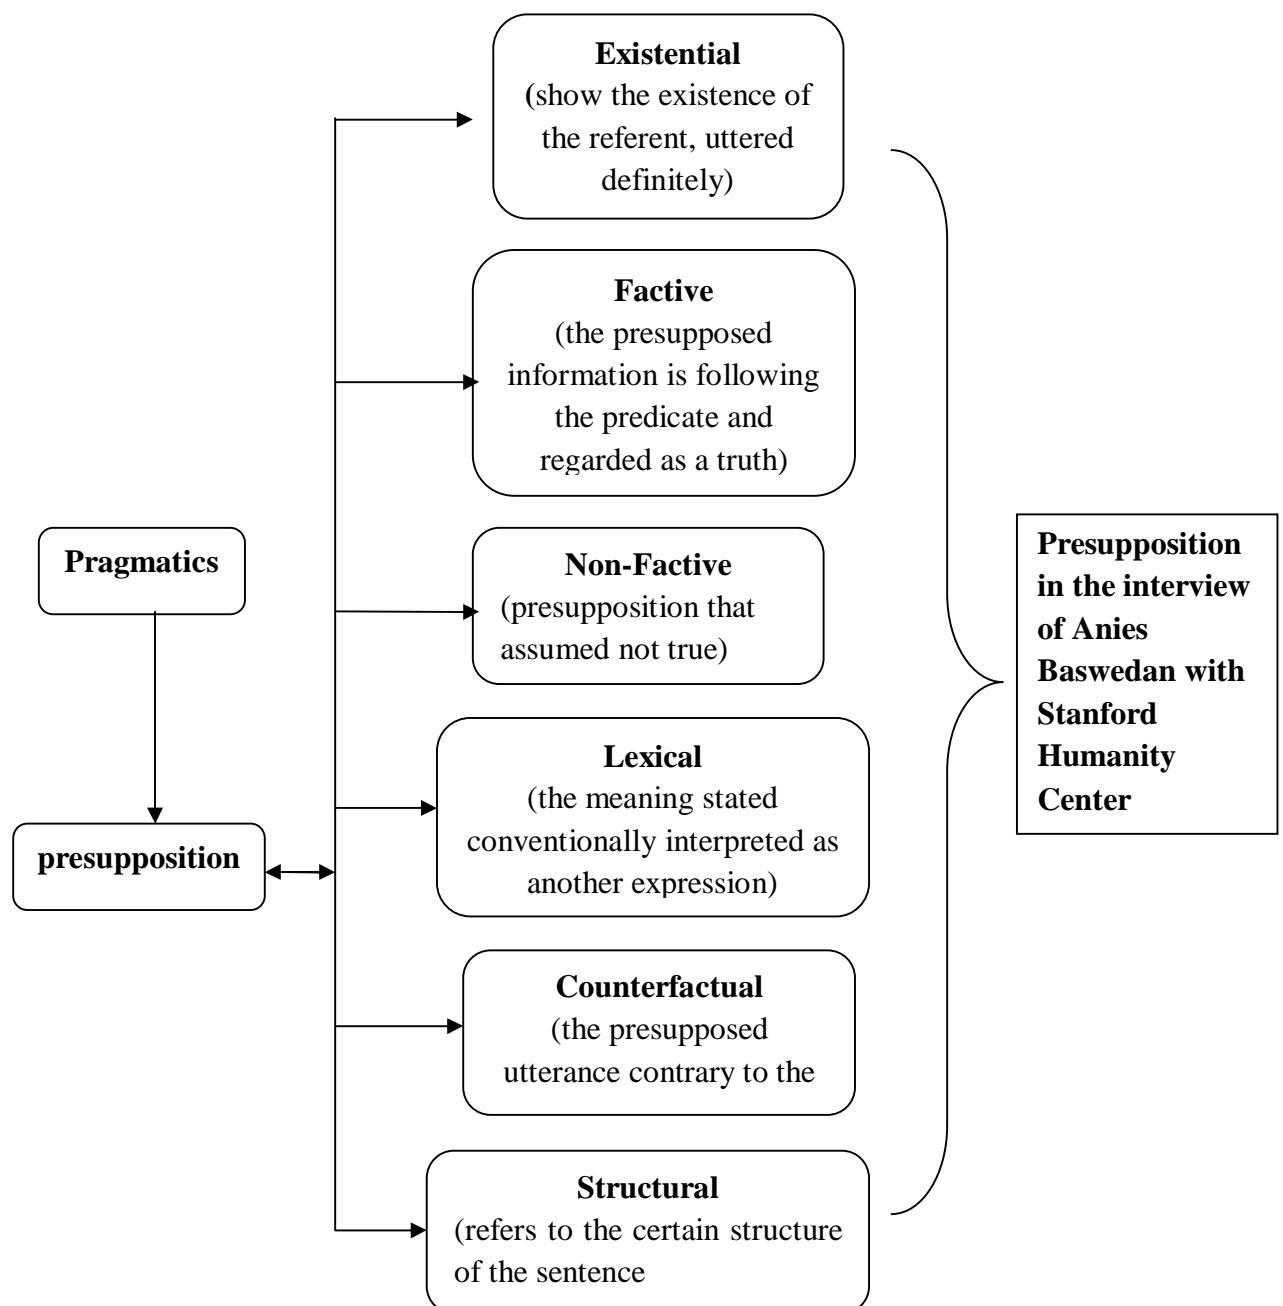 Existential
(show the existence of
the referent, uttered
definitely)
Factive
(the presupposed
information is following
the predicate and
regarded as a truth)
Pragmatics
Non-Factive
(presupposition that
assumed not true)
Presupposition
in the interview
of Anies
Baswedan with
Stanford
Humanity
Center
Lexical
(the meaning stated
conventionally interpreted as
another expression)
presupposition
Counterfactual
(the presupposed
utterance contrary to the
Structural
(refers to the certain structure
of the sentence